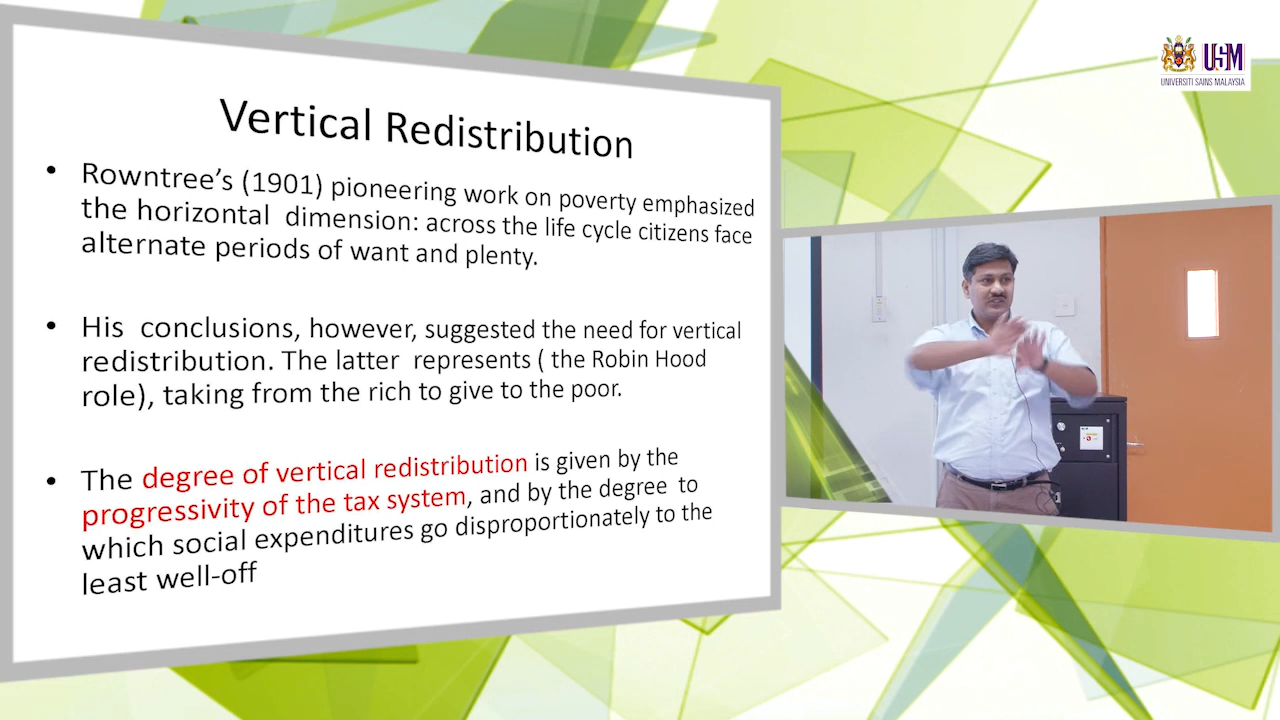 Vertical Redistribution
• Rowntree's (1901) pioneering work on poverty emphasized
the horizontal dimension: across the life cycle citizens face
alternate periods of want and plenty.
• His conclusions, however, suggested the need for vertical
redistribution. The latter represents ( the Robin Hood
role), taking from the rich to give to the poor.
• The degree of vertical redistribution is given by the
progressivity of the tax system, and by the degree to
which social expenditures go disproportionately to the
least well-off
USM
UNIVERSITI SAINS MALAYSIA